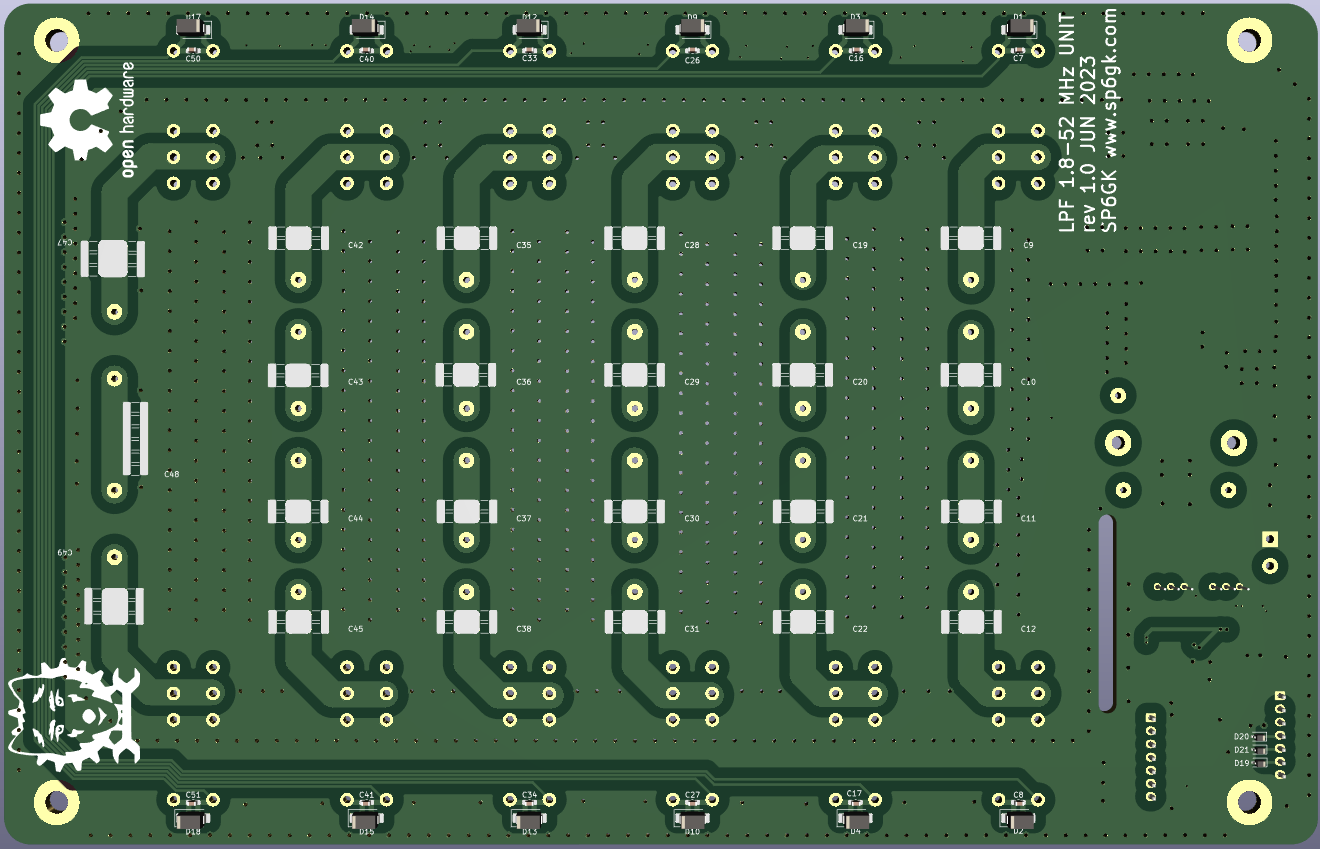 D17 D14 D12 D9 D3 D1
C50 C40 C33 C26 C16 C7
open hardware
LPF 1.8-52 MHz UNIT
rev 1.0 JUN 2023
SP6GK www.sp6gk.com
C47 C42 C35 C28 C19 C9
C43 C36 C29 C20 C10
C48
C44 C37 C30 C21 C11
C49
C45 C38 C31 C22 C12
D20
D21
D19
C51 C41 C34 C27 C17 C8
D18 D15 D13 D10 D4 D2